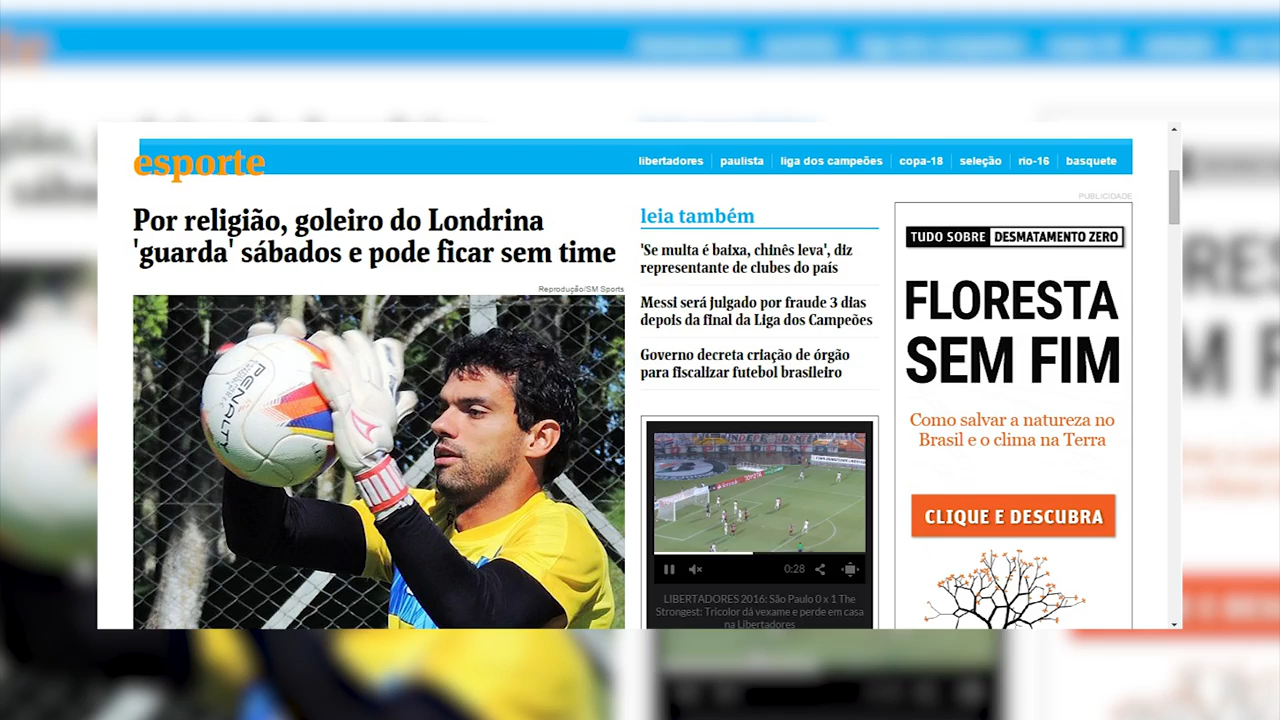 esporte
libertadores
paulista
liga dos campeões
copa-18
seleção
rio-16
basquete
PUBLICIDADE
Por religião, goleiro do Londrina
'guarda' sábados e pode ficar sem time
Reprodução/SM Sports
PENALTY
leia também
'Se multa é baixa, chinês leva', diz
representante de clubes do país
Messi será julgado por fraude 3 dias
depois da final da Liga dos Campeões
Governo decreta criação de órgão
para fiscalizar futebol brasileiro
0:28
LIBERTADORES 2016: São Paulo 0 x 1 The
Strongest: Tricolor dá vexame e perde em casa
na Libertadores
TUDO SOBRE DESMATAMENTO ZERO
FLORESTA
SEM FIM
Como salvar a natureza no
Brasil e o clima na Terra
CLIQUE E DESCUBRA